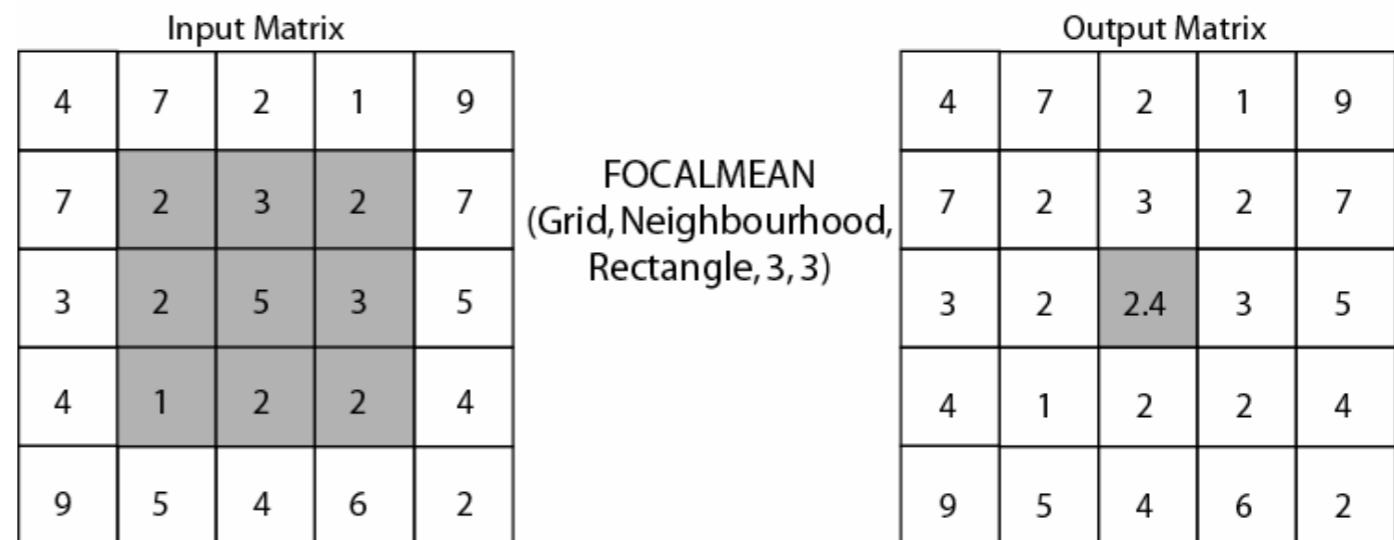 Input Matrix
4 7 2 1 9
7 2 3 2 7
3 2 5 3 5
4 1 2 2 4
9 5 4 6 2
FOCALMEAN
(Grid, Neighbourhood,
Rectangle, 3, 3)
Output Matrix
4 7 2 1 9
7 2 3 2 7
3 2 2.4 3 5
4 1 2 2 4
9 5 4 6 2